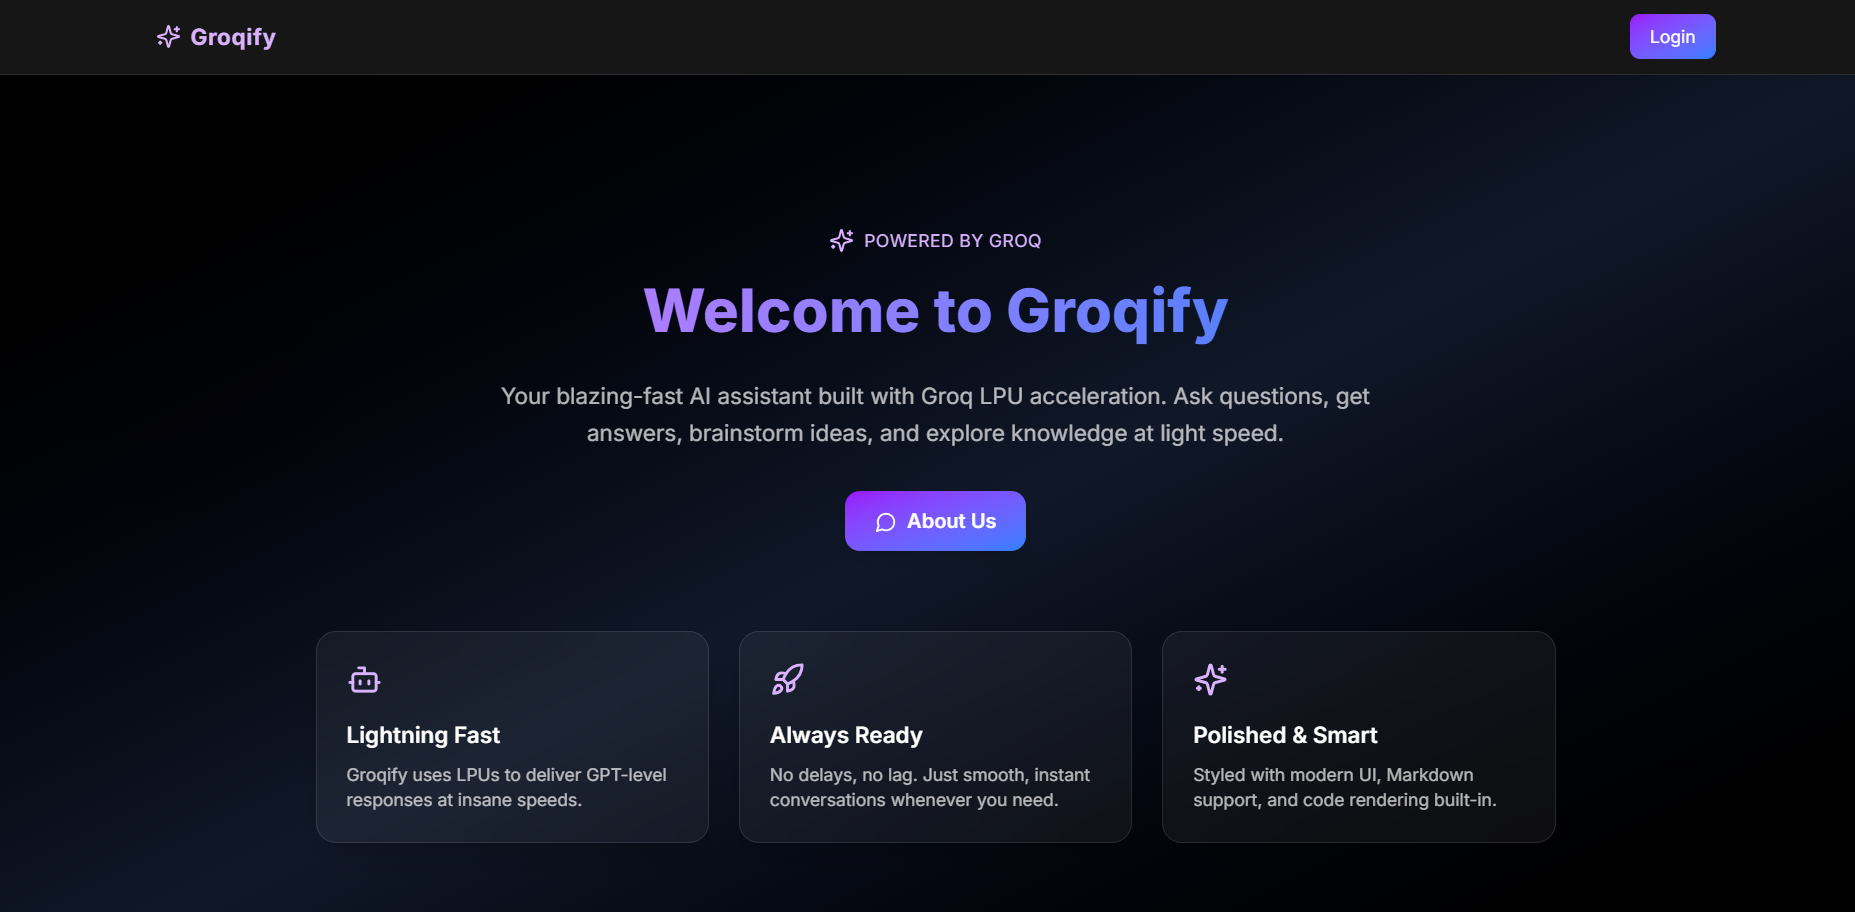 Groqify
Login
POWERED BY GROQ
Welcome to Groqify
Your blazing-fast AI assistant built with Groq LPU acceleration. Ask questions, get
answers, brainstorm ideas, and explore knowledge at light speed.
About Us
Lightning Fast
Groqify uses LPUs to deliver GPT-level
responses at insane speeds.
Always Ready
No delays, no lag. Just smooth, instant
conversations whenever you need.
Polished & Smart
Styled with modern UI, Markdown
support, and code rendering built-in.